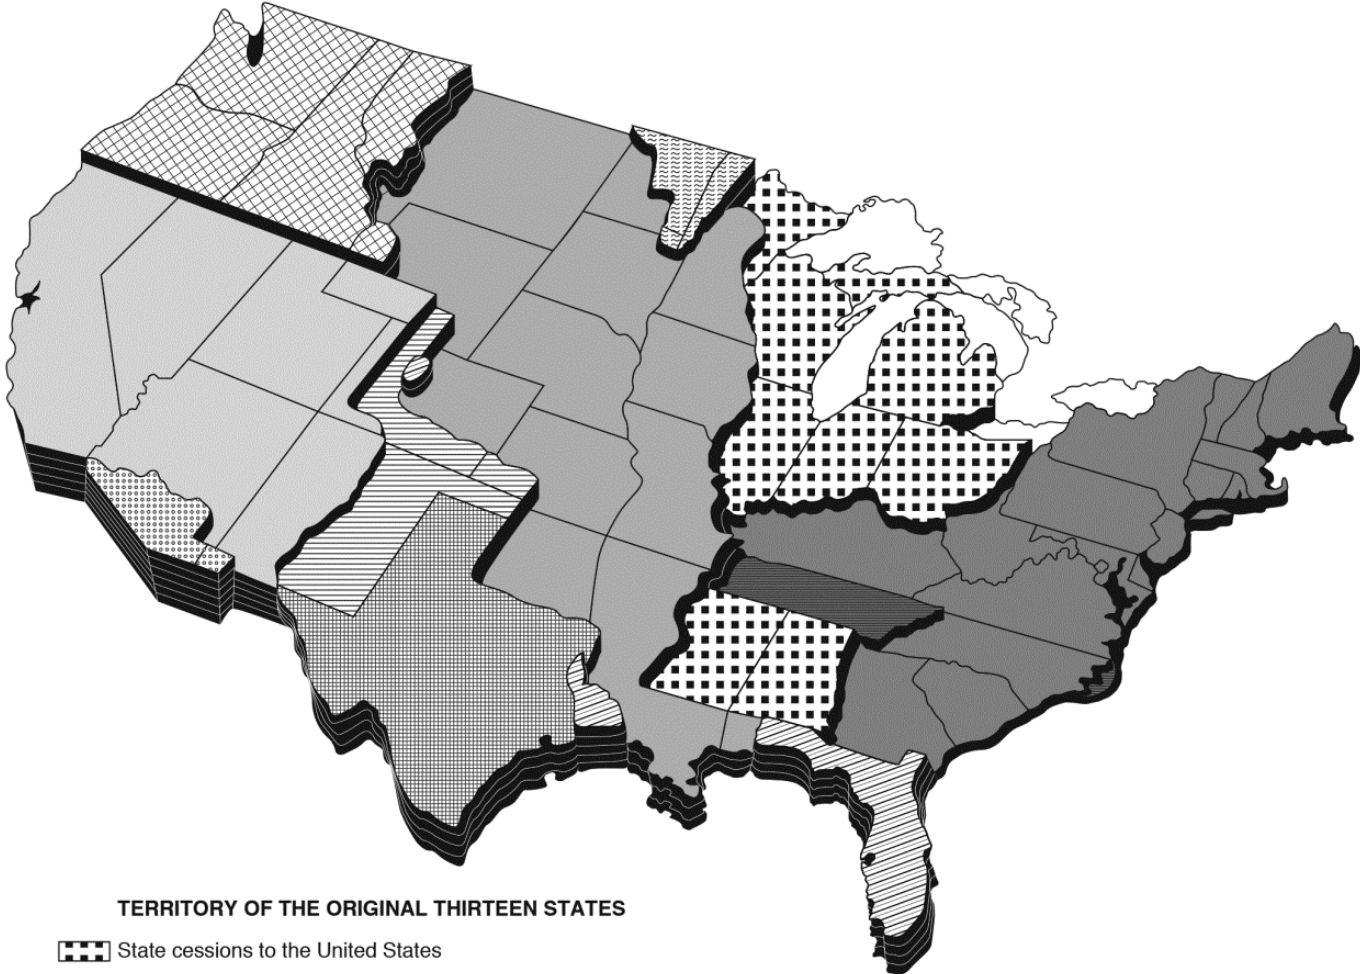 TERRITORY OF THE ORIGINAL THIRTEEN STATES
State cessions to the United States